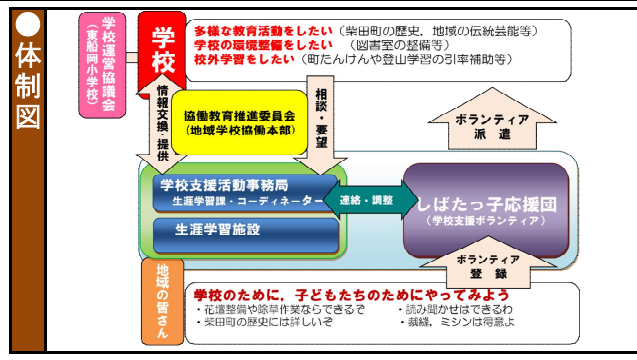 ●体制図
学校運営協議会
(東船岡小学校)
学校
多様な教育活動をしたい(柴田町の歴史、地域の伝統芸能等)
学校の環境整備をしたい (図書室の整備等)
校外学習をしたい(町たんけんや登山学習の引率補助等)
情報交換・提供
協働教育推進委員会
(地域学校協働本部)
相談・要望
ボランティア
派 遣
学校支援活動事務局
生涯学習課・コーディネーター
連絡・調整
しばたっ子応援団
(学校支援ボランティア)
生涯学習施設
ボランティア
登 録
地域の皆さん
学校のために,子どもたちのためにやってみよう
・花壇整備や除草作業ならできるぞ ・読み聞かせはできるわ
・柴田町の歴史には詳しいぞ ・裁縫,ミシンは得意よ